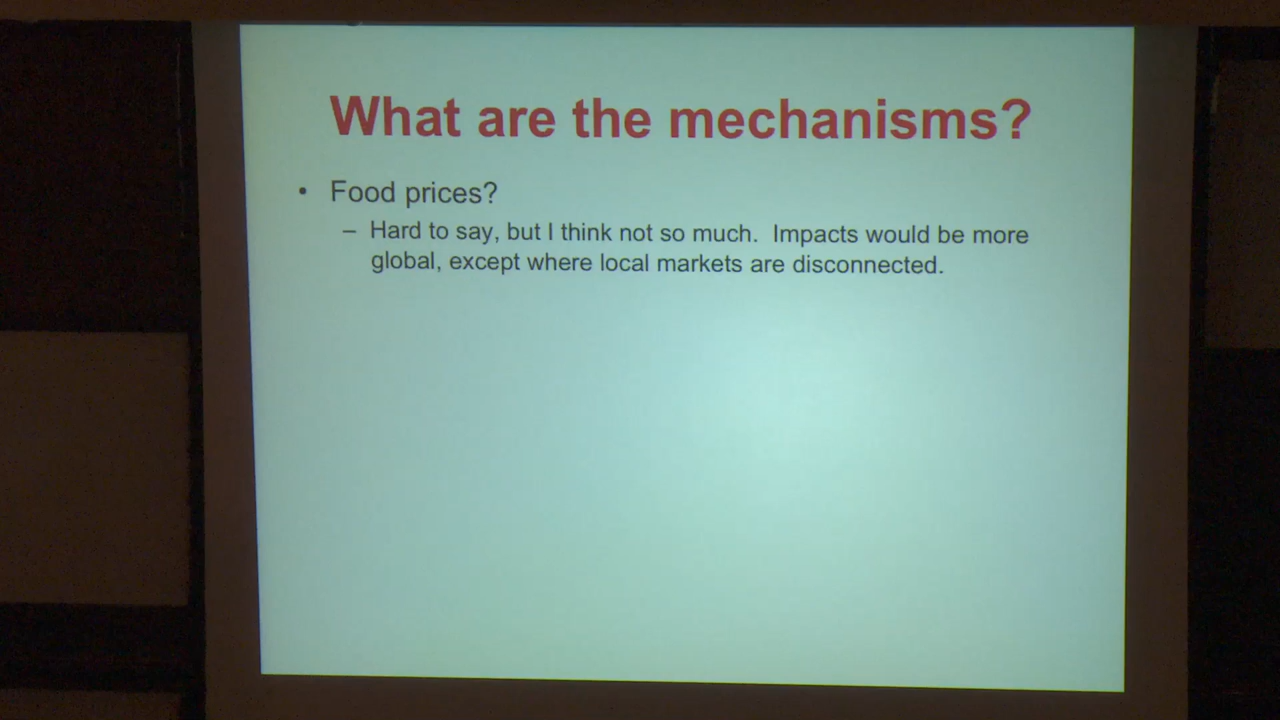 What are the mechanisms?
• Food prices?
– Hard to say, but I think not so much.  Impacts would be more
global, except where local markets are disconnected.